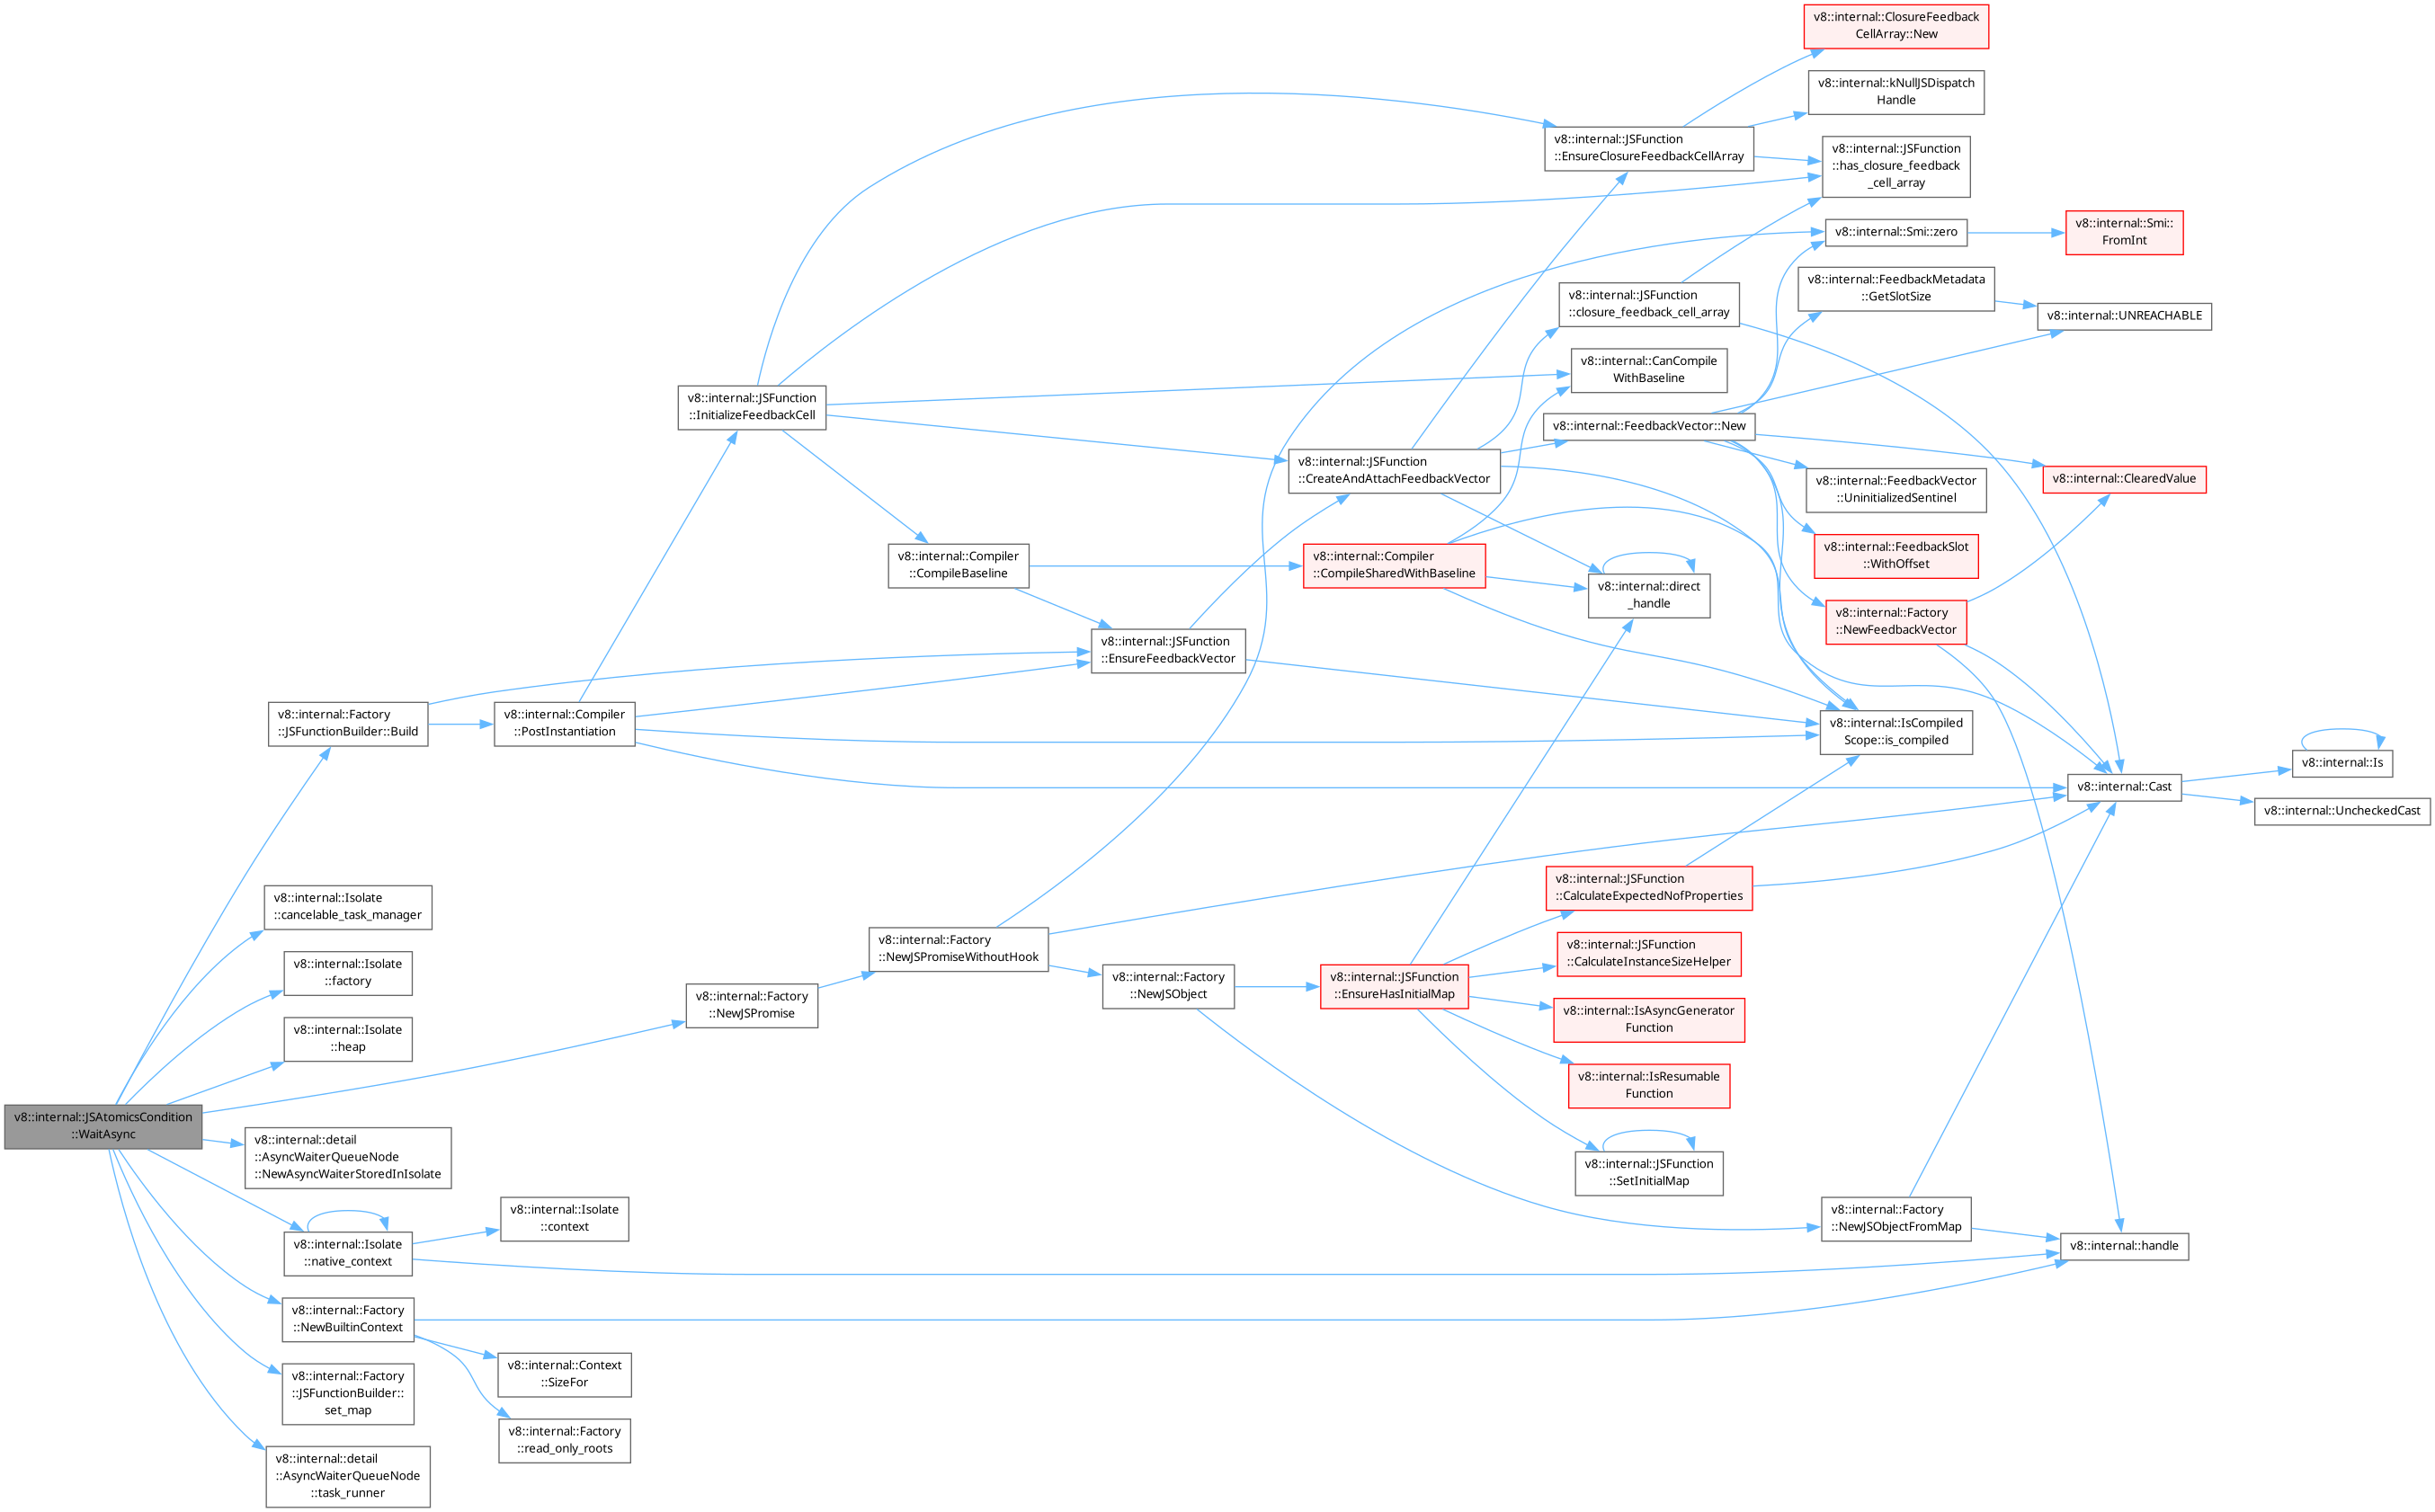 v8::internal::JSAtomicsCondition
::WaitAsync
v8::internal::Factory
::JSFunctionBuilder::Build
v8::internal::Isolate
::cancelable_task_manager
v8::internal::Isolate
::factory
v8::internal::Isolate
::heap
v8::internal::detail
::AsyncWaiterQueueNode
::NewAsyncWaiterStoredInIsolate
v8::internal::Isolate
::native_context
v8::internal::Factory
::NewBuiltinContext
v8::internal::Factory
::JSFunctionBuilder::
set_map
v8::internal::detail
::AsyncWaiterQueueNode
::task_runner
v8::internal::Compiler
::PostInstantiation
v8::internal::Isolate
::context
v8::internal::Context
::SizeFor
v8::internal::Factory
::read_only_roots
v8::internal::JSFunction
::InitializeFeedbackCell
v8::internal::Factory
::NewJSPromise
v8::internal::Compiler
::CompileBaseline
v8::internal::Factory
::NewJSPromiseWithoutHook
v8::internal::JSFunction
::EnsureFeedbackVector
v8::internal::Factory
::NewJSObject
v8::internal::JSFunction
::CreateAndAttachFeedbackVector
v8::internal::Compiler
::CompileSharedWithBaseline
v8::internal::JSFunction
::EnsureHasInitialMap
v8::internal::JSFunction
::EnsureClosureFeedbackCellArray
v8::internal::JSFunction
::closure_feedback_cell_array
v8::internal::CanCompile
WithBaseline
v8::internal::FeedbackVector::New
v8::internal::direct
_handle
v8::internal::JSFunction
::CalculateExpectedNofProperties
v8::internal::JSFunction
::CalculateInstanceSizeHelper
v8::internal::IsAsyncGenerator
Function
v8::internal::IsResumable
Function
v8::internal::JSFunction
::SetInitialMap
v8::internal::ClosureFeedback
CellArray::New
v8::internal::kNullJSDispatch
Handle
v8::internal::JSFunction
::has_closure_feedback
_cell_array
v8::internal::Smi::zero
v8::internal::FeedbackMetadata
::GetSlotSize
v8::internal::FeedbackVector
::UninitializedSentinel
v8::internal::FeedbackSlot
::WithOffset
v8::internal::Factory
::NewFeedbackVector
v8::internal::IsCompiled
Scope::is_compiled
v8::internal::Factory
::NewJSObjectFromMap
v8::internal::Smi::
FromInt
v8::internal::UNREACHABLE
v8::internal::ClearedValue
v8::internal::Cast
v8::internal::handle
v8::internal::Is
v8::internal::UncheckedCast